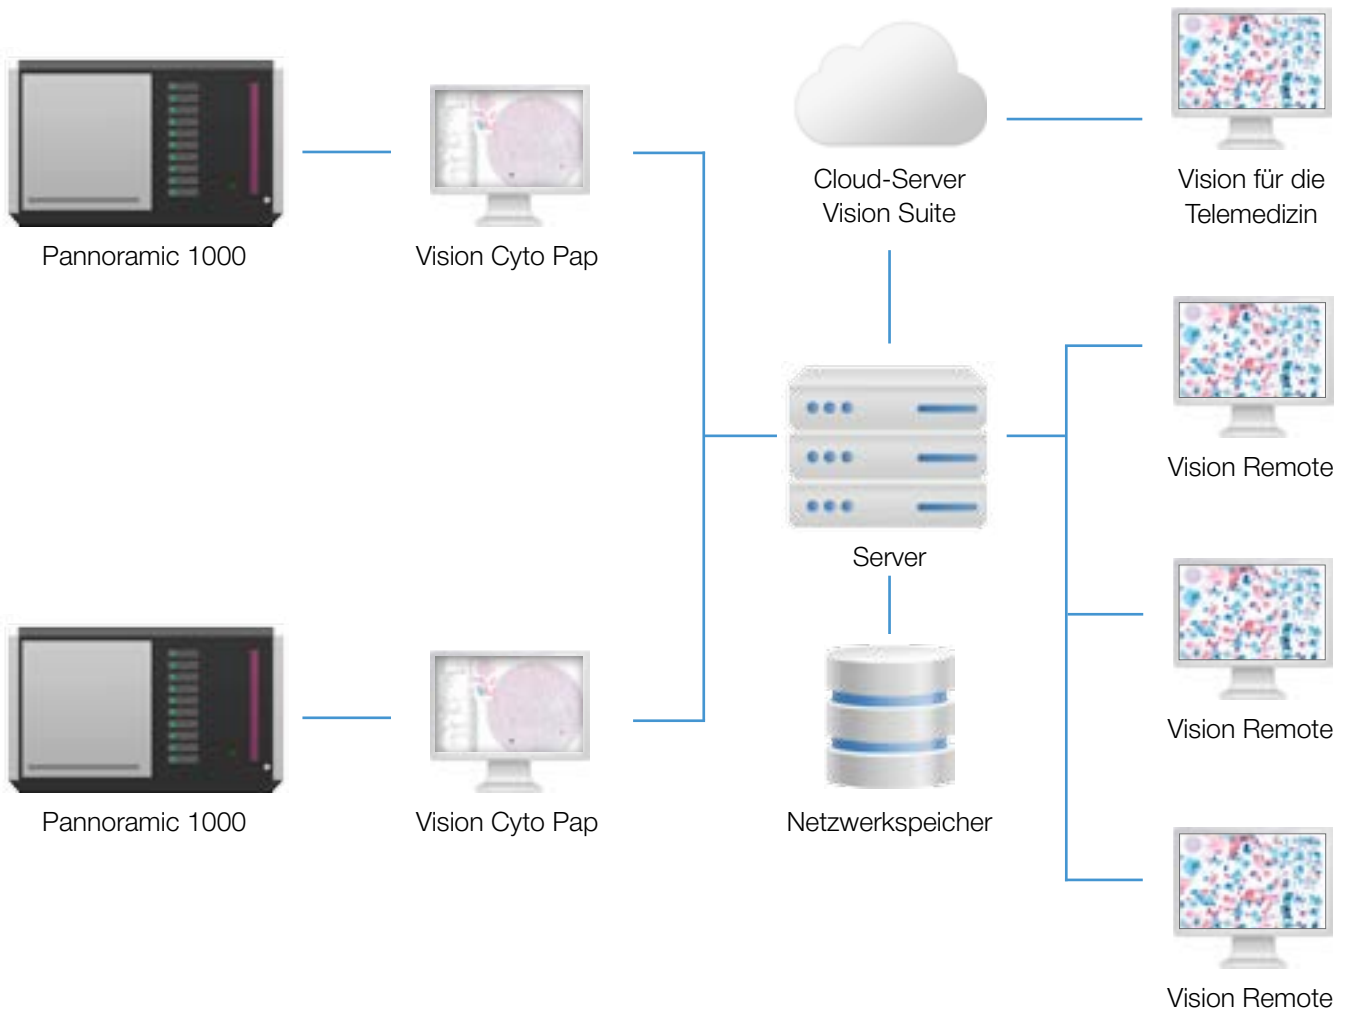 Cloud-Server
Vision Suite
Vision für die
Telemedizin
Pannoramic 1000
Vision Cyto Pap
Vision Remote
Server
Vision Remote
Pannoramic 1000
Vision Cyto Pap
Netzwerkspeicher
Vision Remote